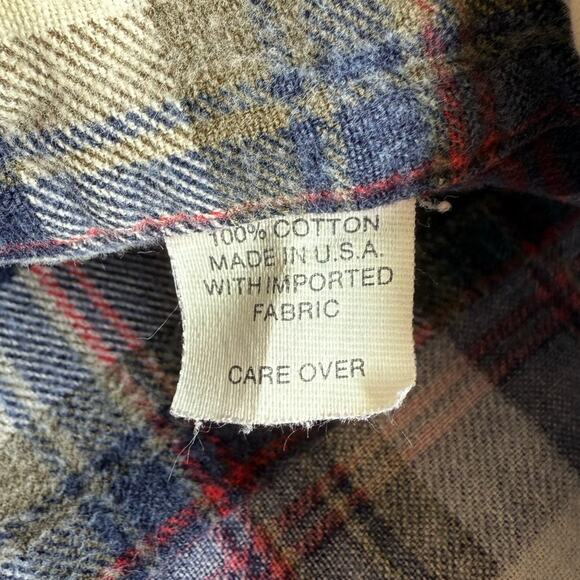 100% COTTON
MADE IN U.S.A.
WITH IMPORTED
FABRIC
CARE OVER